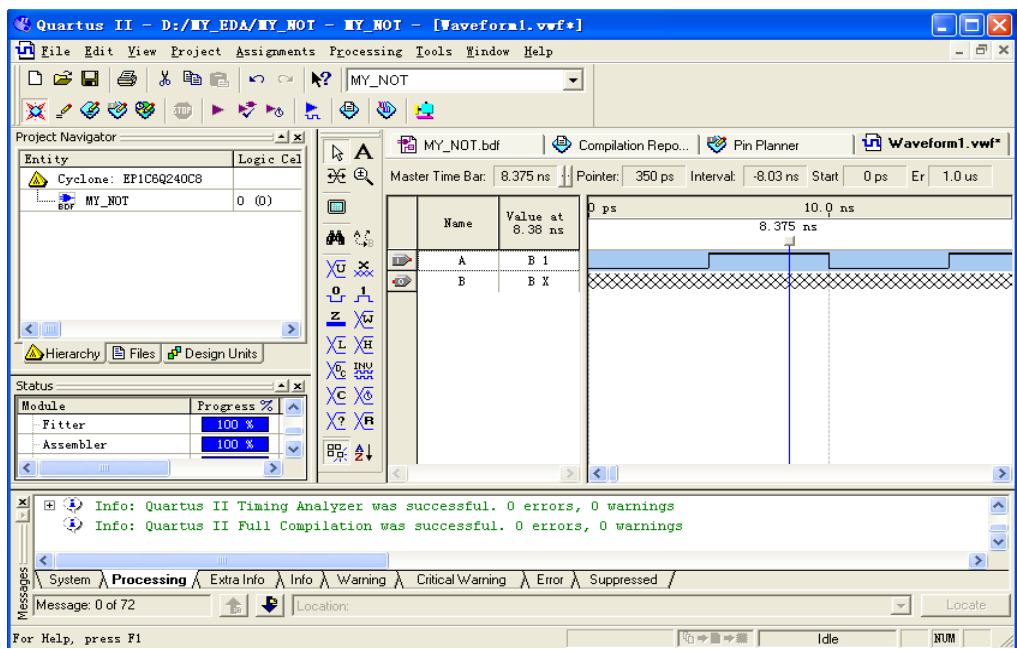 Quartus II - D:/MY_EDA/MY_NOT - MY_NOT - [Waveform1.vwf*]
File Edit View Project Assignments Processing Tools Window Help
MY_NOT
STOP
Project Navigator
Entity Logic Cel
Cyclone: EP1C6Q240C8
BDF MY_NOT 0 (0)
Hierarchy Files Design Units
Status
Module Progress %
Fitter 100 %
Assembler 100 %
MY_NOT.bdf Compilation Repo... Pin Planner Waveform1.vwf*
Master Time Bar: 8.375 ns Pointer: 350 ps Interval: -8.03 ns Start 0 ps Er 1.0 us
Name Value at
8.38 ns
0 ps 10.0 ns
8.375 ns
A B 1
B B X
Info: Quartus II Timing Analyzer was successful. 0 errors, 0 warnings
Info: Quartus II Full Compilation was successful. 0 errors, 0 warnings
System Processing Extra Info Info Warning Critical Warning Error Suppressed
Messages
Message: 0 of 72 Location: Locate
For Help, press F1 Idle NUM